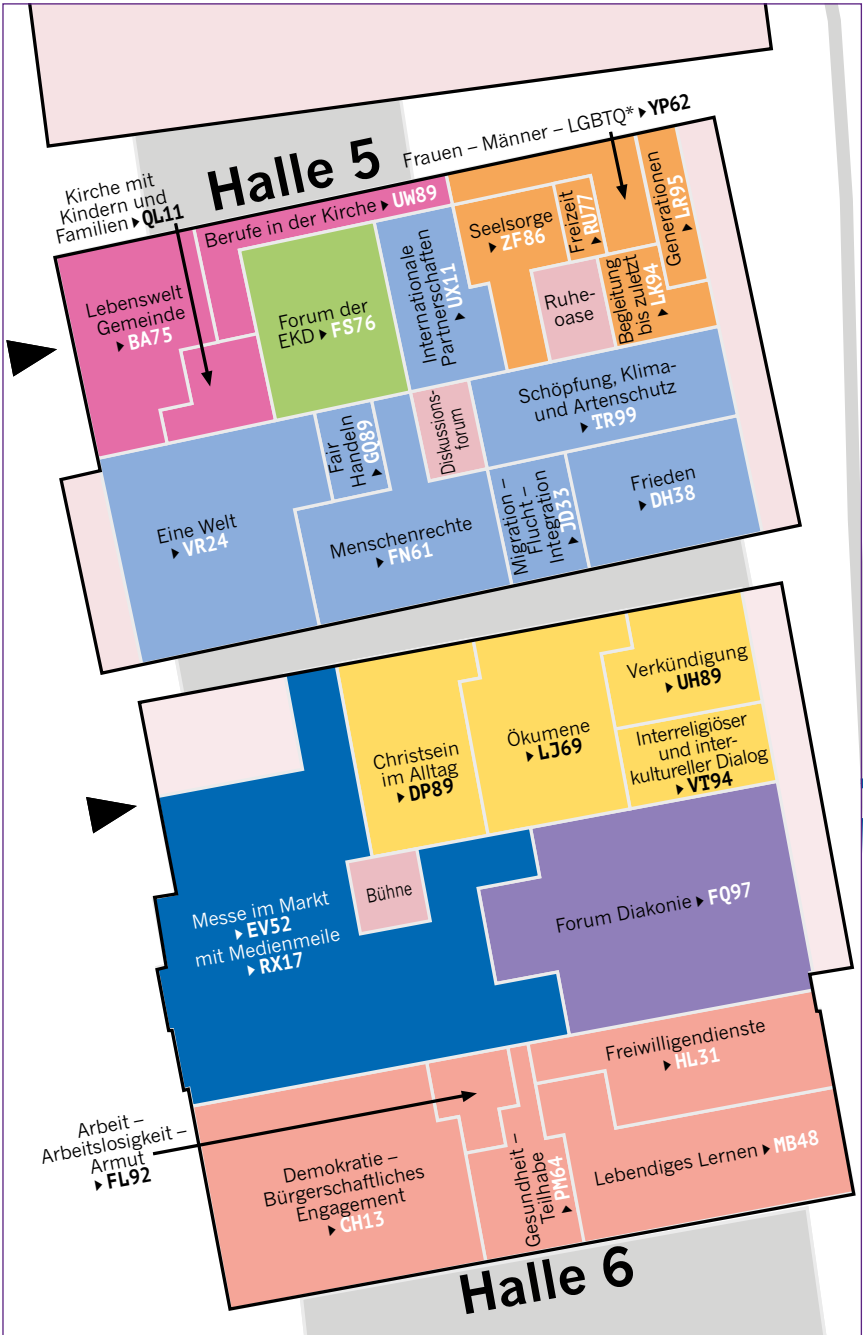 Halle 5
Frauen – Männer – LGBTQ* ▸ YP62
Kirche mit
Kindern und
Familien ▸ QL11
Berufe in der Kirche ▸ UW89
Lebenswelt
Gemeinde
▸ BA75
Forum der
EKD ▸ FS76
Internationale
Partnerschaften
▸ UX11
Seelsorge
▸ ZF86
Freizeit
▸ RU77
Generationen
▸ LR95
Ruhe-
oase
Begleitung
bis zuletzt
▸ LK94
Schöpfung, Klima-
und Artenschutz
▸ TR99
Diskussions-
forum
Fair
Handeln
▸ GQ89
Eine Welt
▸ VR24
Menschenrechte
▸ FN61
Migration –
Flucht –
Integration
▸ JD33
Frieden
▸ DH38
Verkündigung
▸ UH89
Interreligiöser
und inter-
kultureller Dialog
▸ VT94
Ökumene
▸ LJ69
Christsein
im Alltag
▸ DP89
Bühne
Messe im Markt
▸ EV52
mit Medienmeile
▸ RX17
Forum Diakonie ▸ FQ97
Freiwilligendienste
▸ HL31
Arbeit –
Arbeitslosigkeit –
Armut
▸ FL92
Demokratie –
Bürgerschaftliches
Engagement
▸ CH13
Gesundheit –
Teilhabe
▸ PM64
Lebendiges Lernen ▸ MB48
Halle 6